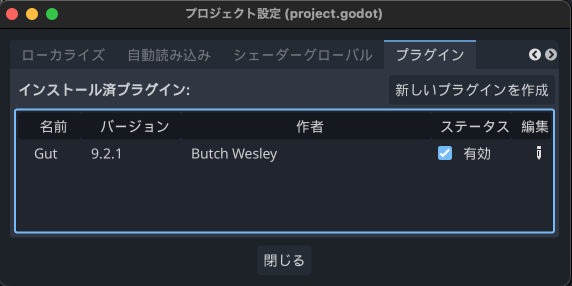 プロジェクト設定 (project.godot)
ローカライズ 自動読み込み シェーダーグローバル プラグイン
インストール済プラグイン: 新しいプラグインを作成
名前 バージョン 作者 ステータス 編集
Gut 9.2.1 Butch Wesley 有効
閉じる